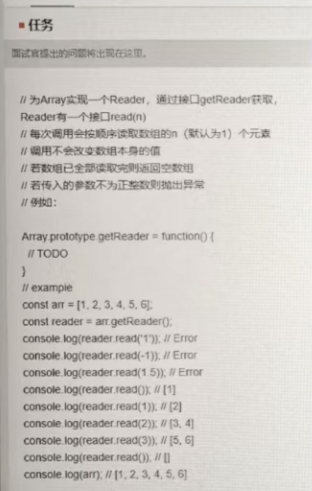 任务
面试官提出的问题将出现在这里。
// 为Array实现一个Reader，通过接口getReader获取，
Reader有一个接口read(n)
// 每次调用会按顺序读取数组的n（默认为1）个元素
// 调用不会改变数组本身的值
// 若数组已全部读取完则返回空数组
// 若传入的参数不为正整数则抛出异常
// 例如：
Array.prototype.getReader = function() {
// TODO
}
// example
const arr = [1, 2, 3, 4, 5, 6];
const reader = arr.getReader();
console.log(reader.read('1')); // Error
console.log(reader.read(-1)); // Error
console.log(reader.read(1.5)); // Error
console.log(reader.read()); // [1]
console.log(reader.read(1)); // [2]
console.log(reader.read(2)); // [3, 4]
console.log(reader.read(3)); // [5, 6]
console.log(reader.read()); // []
console.log(arr); // [1, 2, 3, 4, 5, 6]